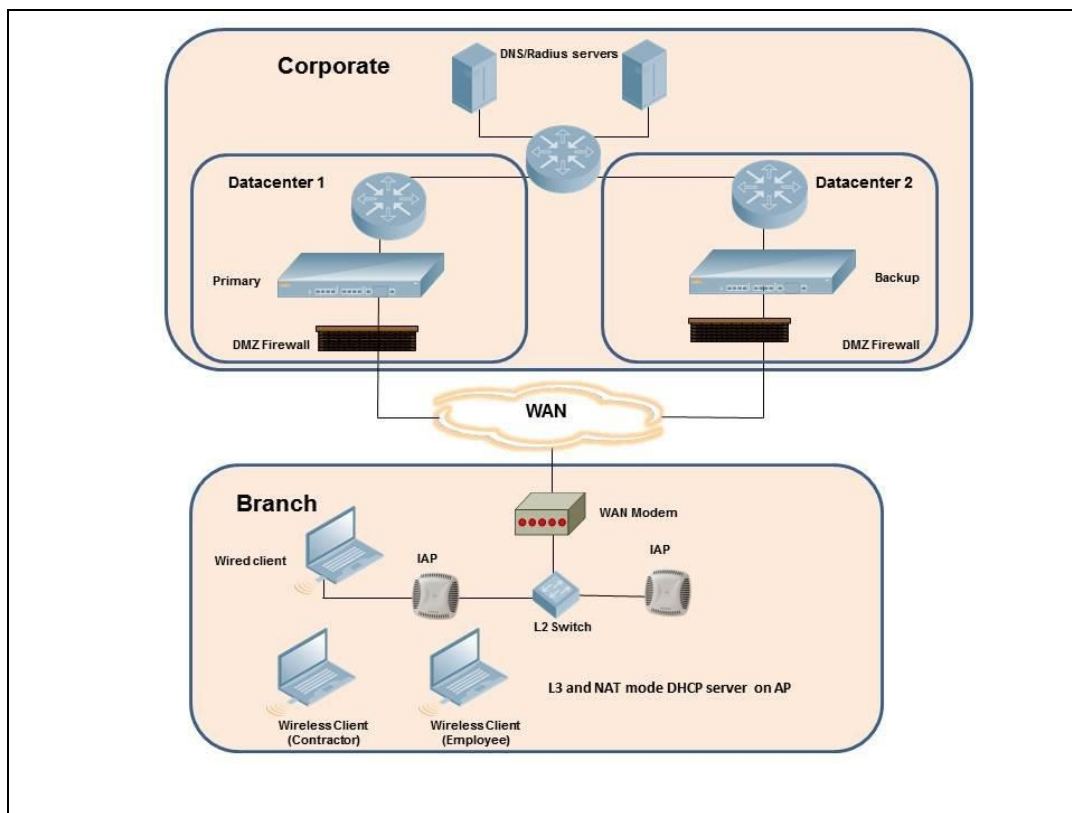 DNS/Radius servers
Corporate
Datacenter 1
Datacenter 2
Primary
Backup
DMZ Firewall
DMZ Firewall
WAN
Branch
WAN Modem
Wired client
IAP
IAP
L2 Switch
L3 and NAT mode DHCP server on AP
Wireless Client
(Contractor)
Wireless Client
(Employee)